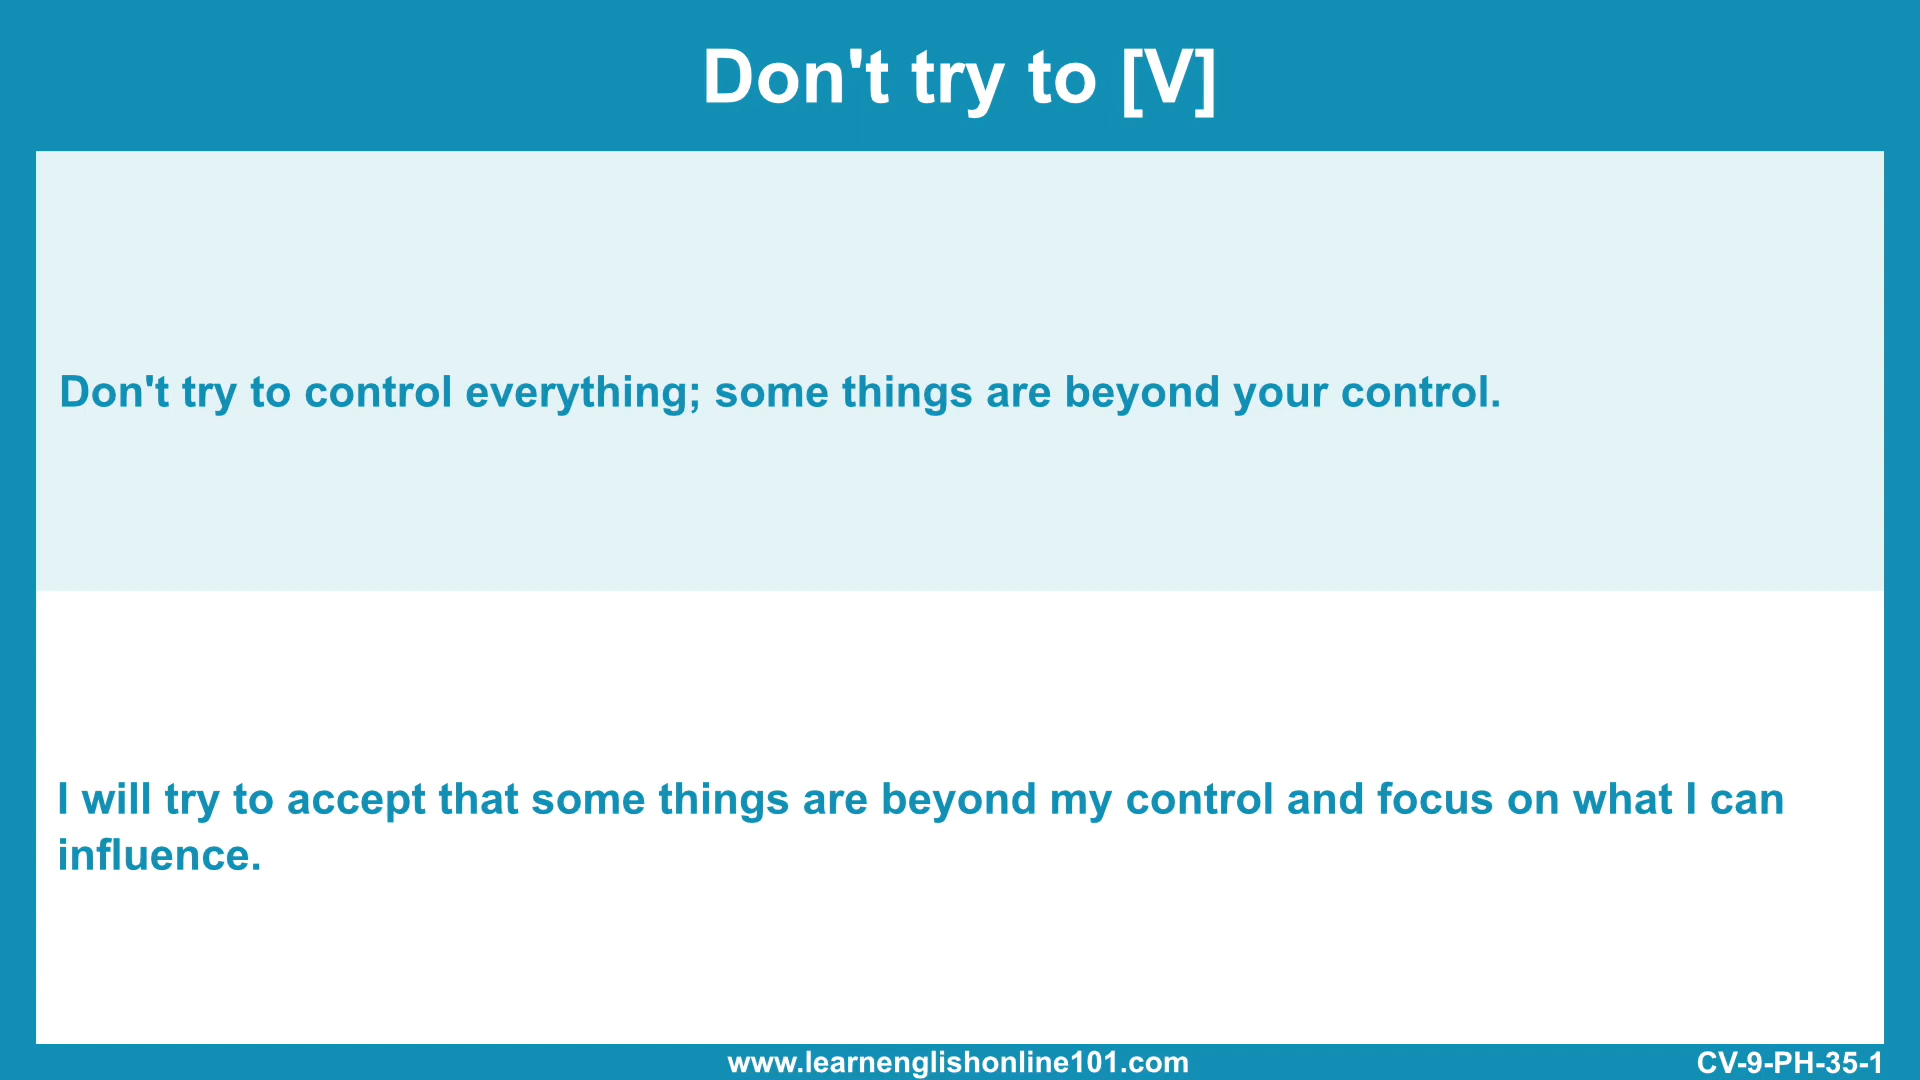 Don't try to [V]
Don't try to control everything; some things are beyond your control.
I will try to accept that some things are beyond my control and focus on what I can
influence.
www.learnenglishonline101.com
CV-9-PH-35-1